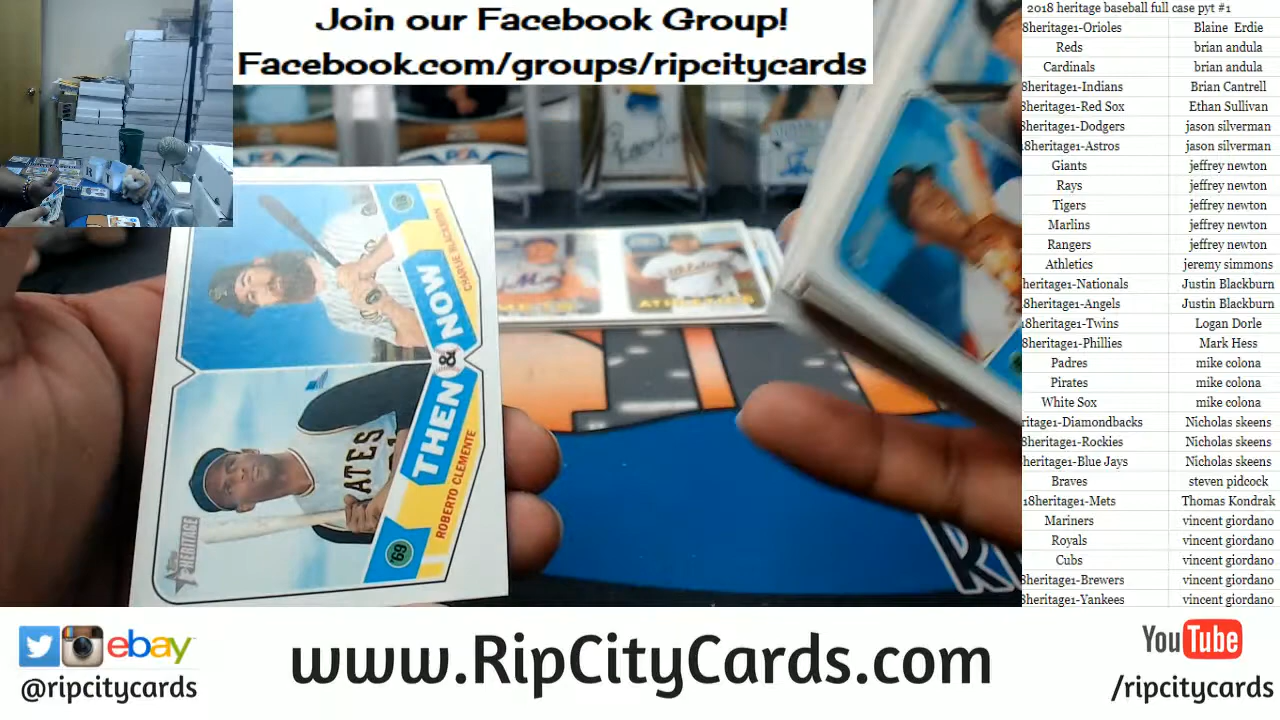 Join our Facebook Group!
Facebook.com/groups/ripcitycards
2018 heritage baseball full case pyt #1
8heritage1-Orioles Blaine Erdie
Reds brian andula
Cardinals brian andula
8heritage1-Indians Brian Cantrell
8heritage1-Red Sox Ethan Sullivan
8heritage1-Dodgers jason silverman
18heritage1-Astros jason silverman
Giants jeffrey newton
Rays jeffrey newton
Tigers jeffrey newton
Marlins jeffrey newton
Rangers jeffrey newton
Athletics jeremy simmons
heritage1-Nationals Justin Blackburn
8heritage1-Angels Justin Blackburn
18heritage1-Twins Logan Dorle
8heritage1-Phillies Mark Hess
Padres mike colona
Pirates mike colona
White Sox mike colona
ritage1-Diamondbacks Nicholas skeens
8heritage1-Rockies Nicholas skeens
8heritage1-Blue Jays Nicholas skeens
Braves steven pidcock
18heritage1-Mets Thomas Kondrak
Mariners vincent giordano
Royals vincent giordano
Cubs vincent giordano
8heritage1-Brewers vincent giordano
8heritage1-Yankees vincent giordano
THEN & NOW
ROBERTO CLEMENTE
CHARLIE BLACKMON
69
ATES
Topps
HERITAGE
METS
ATHLETICS
ebay
@ripcitycards
www.RipCityCards.com
YouTube
/ripcitycards